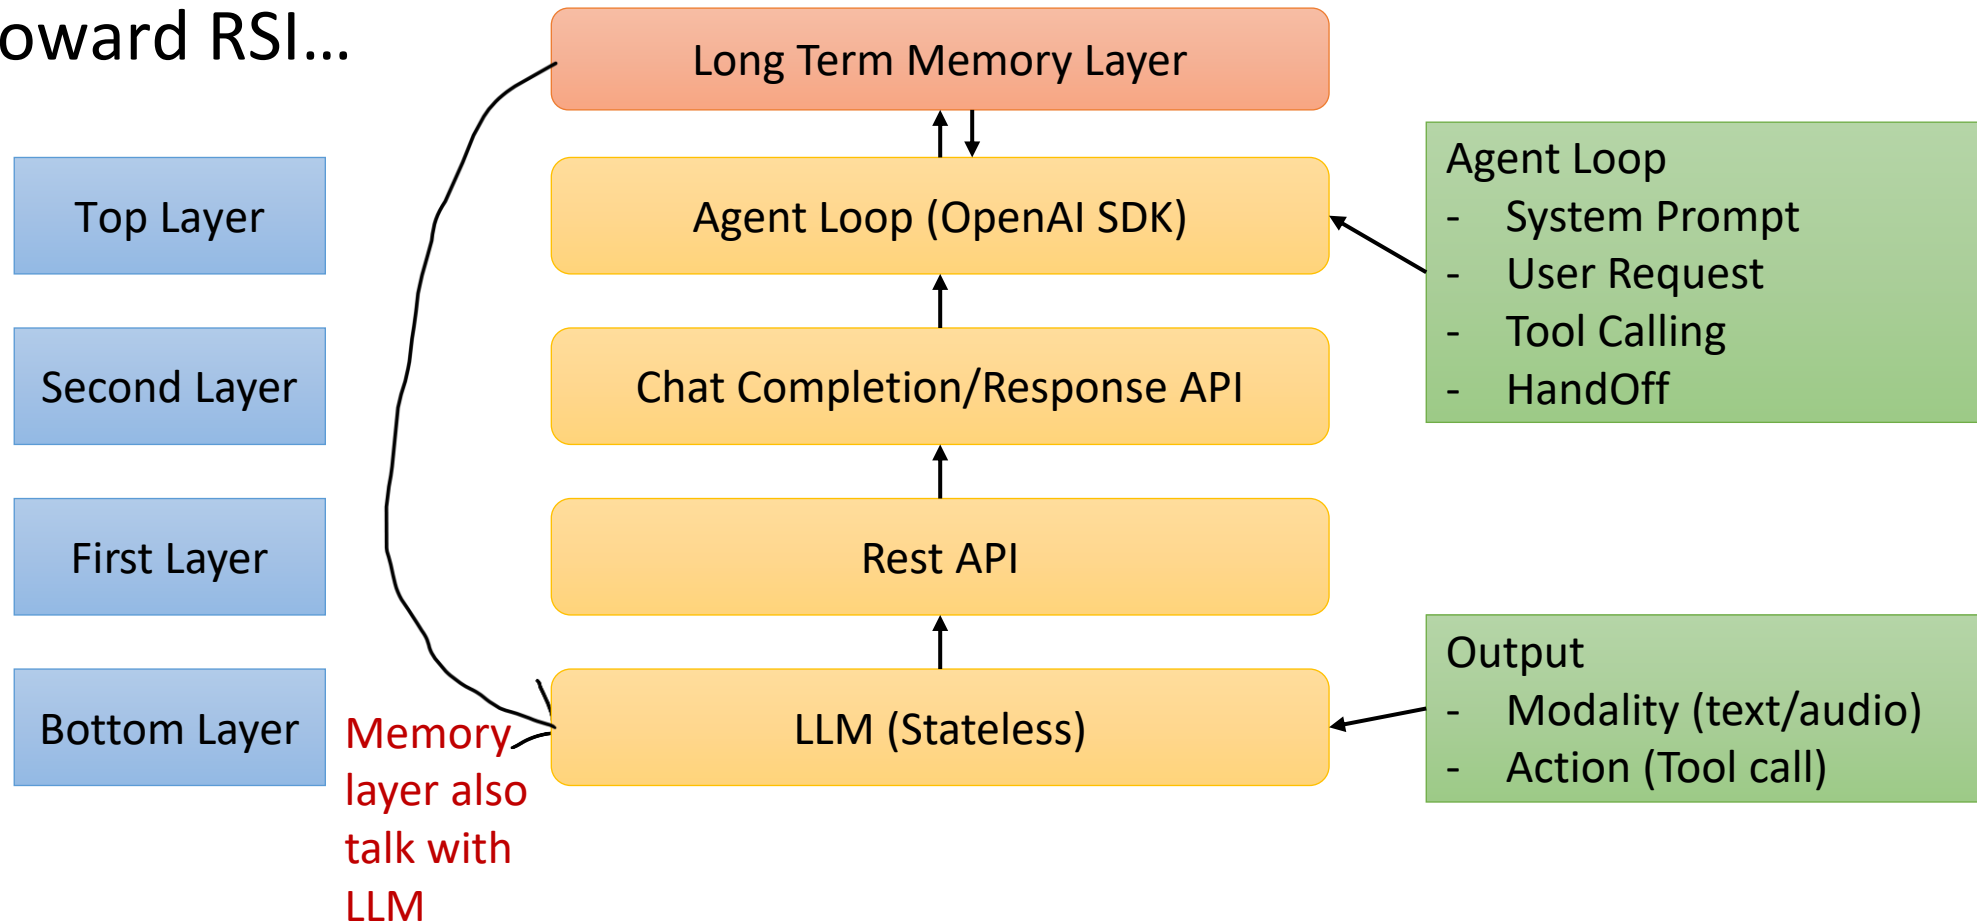 oward RSI...
Long Term Memory Layer
Top Layer
Agent Loop (OpenAI SDK)
Agent Loop
- System Prompt
- User Request
- Tool Calling
- HandOff
Second Layer
Chat Completion/Response API
First Layer
Rest API
Bottom Layer
Memory
layer also
talk with
LLM
LLM (Stateless)
Output
- Modality (text/audio)
- Action (Tool call)